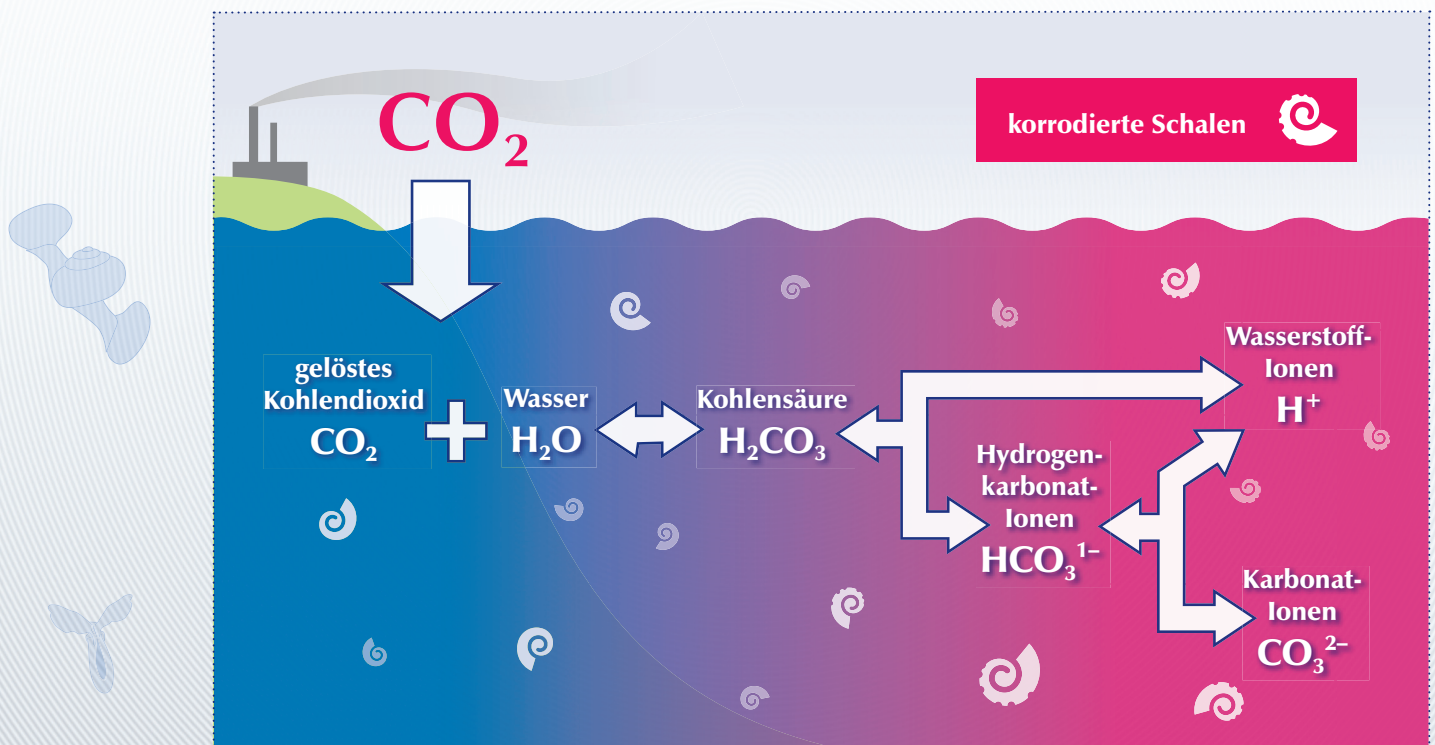 CO₂
korrodierte Schalen
gelöstes
Kohlendioxid
CO₂
+
Wasser
H₂O
Kohlensäure
H₂CO₃
Hydrogen-
karbonat-
Ionen
HCO₃¹⁻
Wasserstoff-
Ionen
H⁺
Karbonat-
Ionen
CO₃²⁻